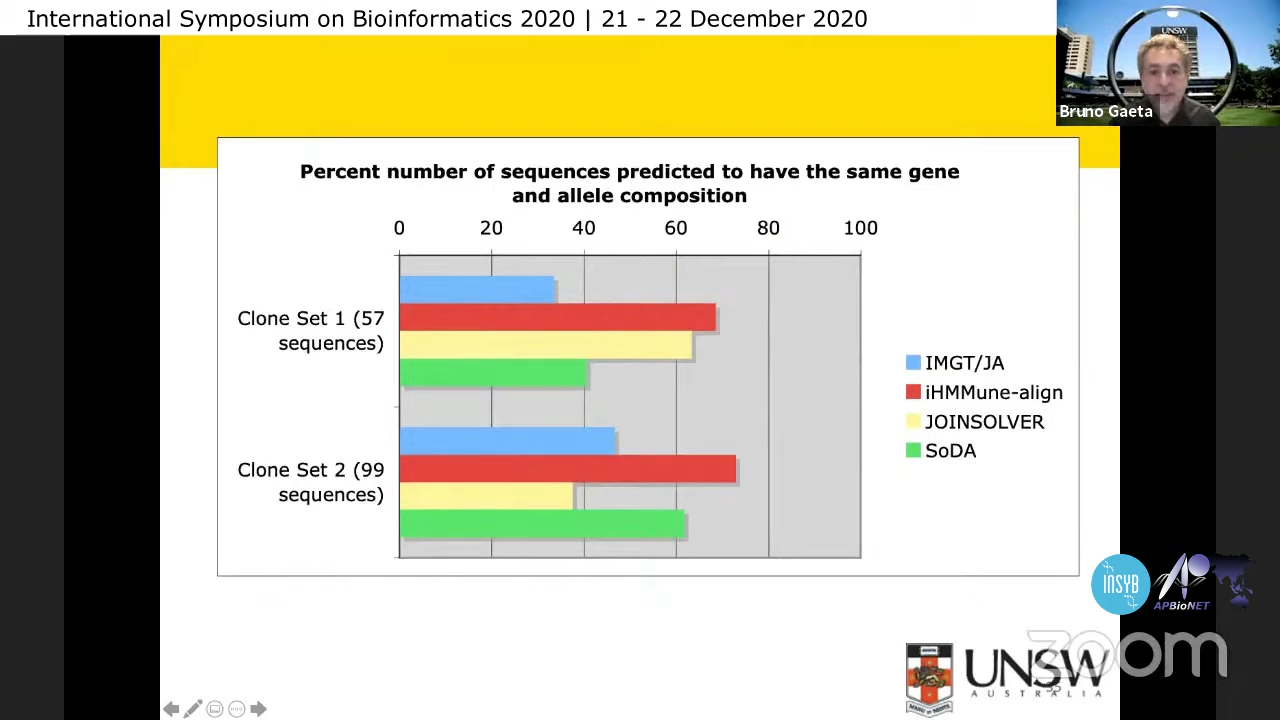 International Symposium on Bioinformatics 2020 | 21 - 22 December 2020
UNSW
Bruno Gaeta
Percent number of sequences predicted to have the same gene
and allele composition
0 20 40 60 80 100
Clone Set 1 (57
sequences)
Clone Set 2 (99
sequences)
IMGT/JA
iHMMune-align
JOINSOLVER
SoDA
INSYB
APBioNET
zoom
UNSW
AUSTRALIA